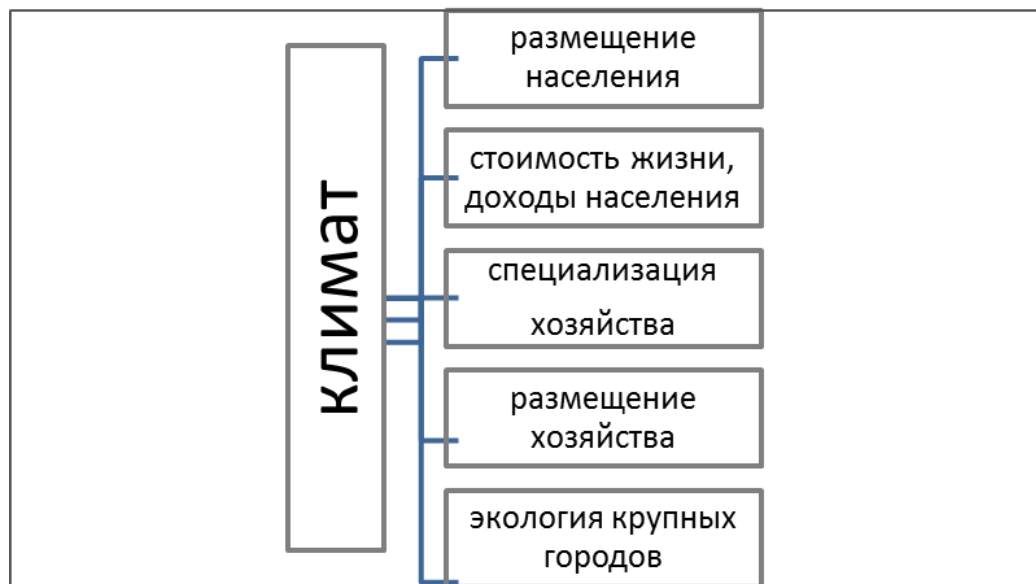 климат
размещение
населения
стоимость жизни,
доходы населения
специализация
хозяйства
размещение
хозяйства
экология крупных
городов